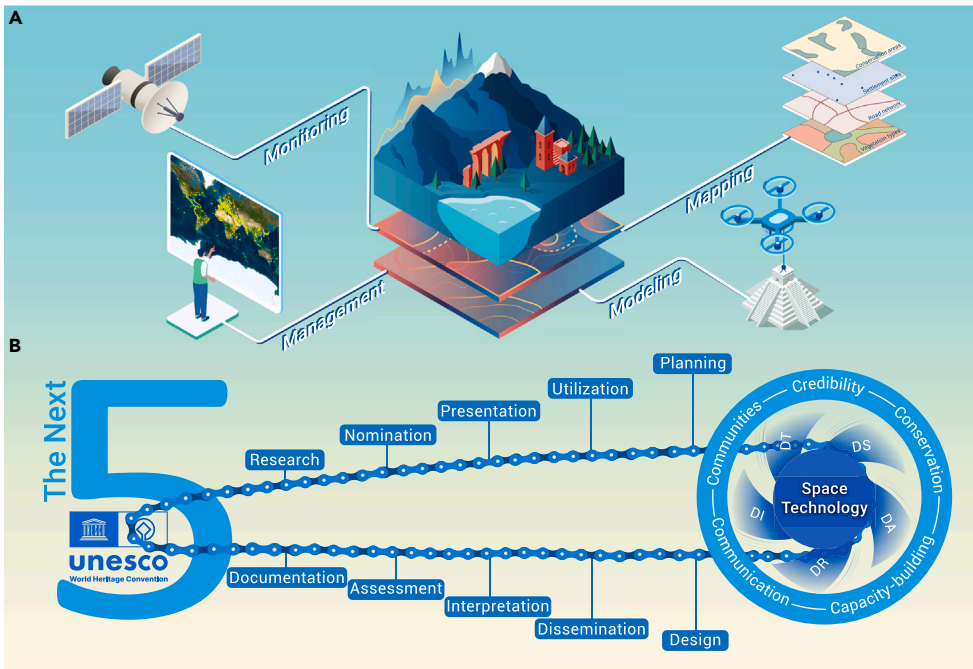 A
Monitoring
Management
Mapping
Modeling
Conservation areas
Settlement sites
Road network
Vegetation types
B
The Next
5
unesco
World Heritage Convention
Research
Nomination
Presentation
Utilization
Planning
Documentation
Assessment
Interpretation
Dissemination
Design
Credibility
Conservation
Capacity-building
Communication
Communities
DT
DS
DA
DR
DI
Space
Technology